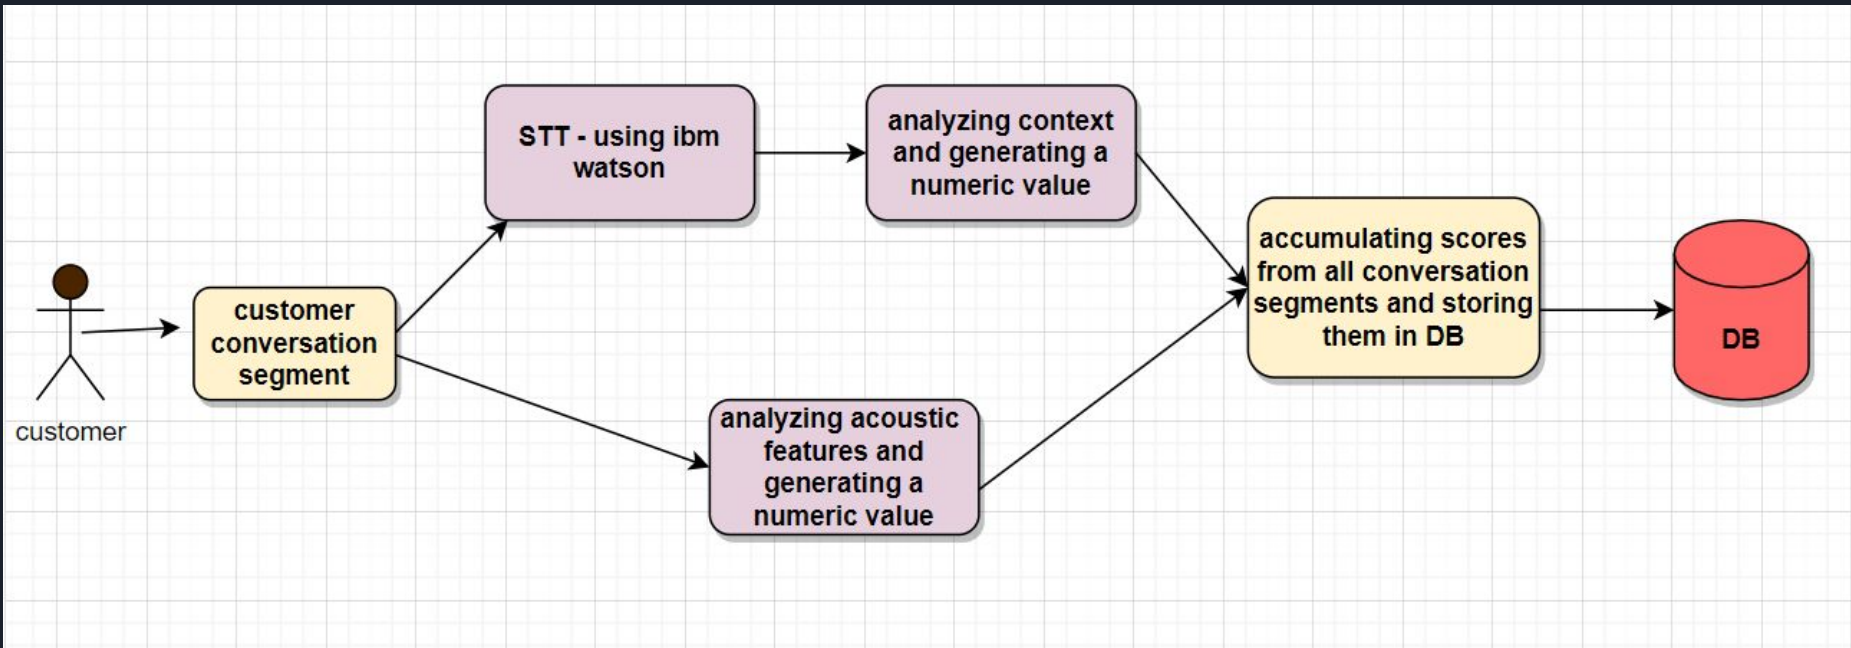 STT - using ibm
watson
analyzing context
and generating a
numeric value
accumulating scores
from all conversation
segments and storing
them in DB
DB
customer
conversation
segment
customer
analyzing acoustic
features and
generating a
numeric value